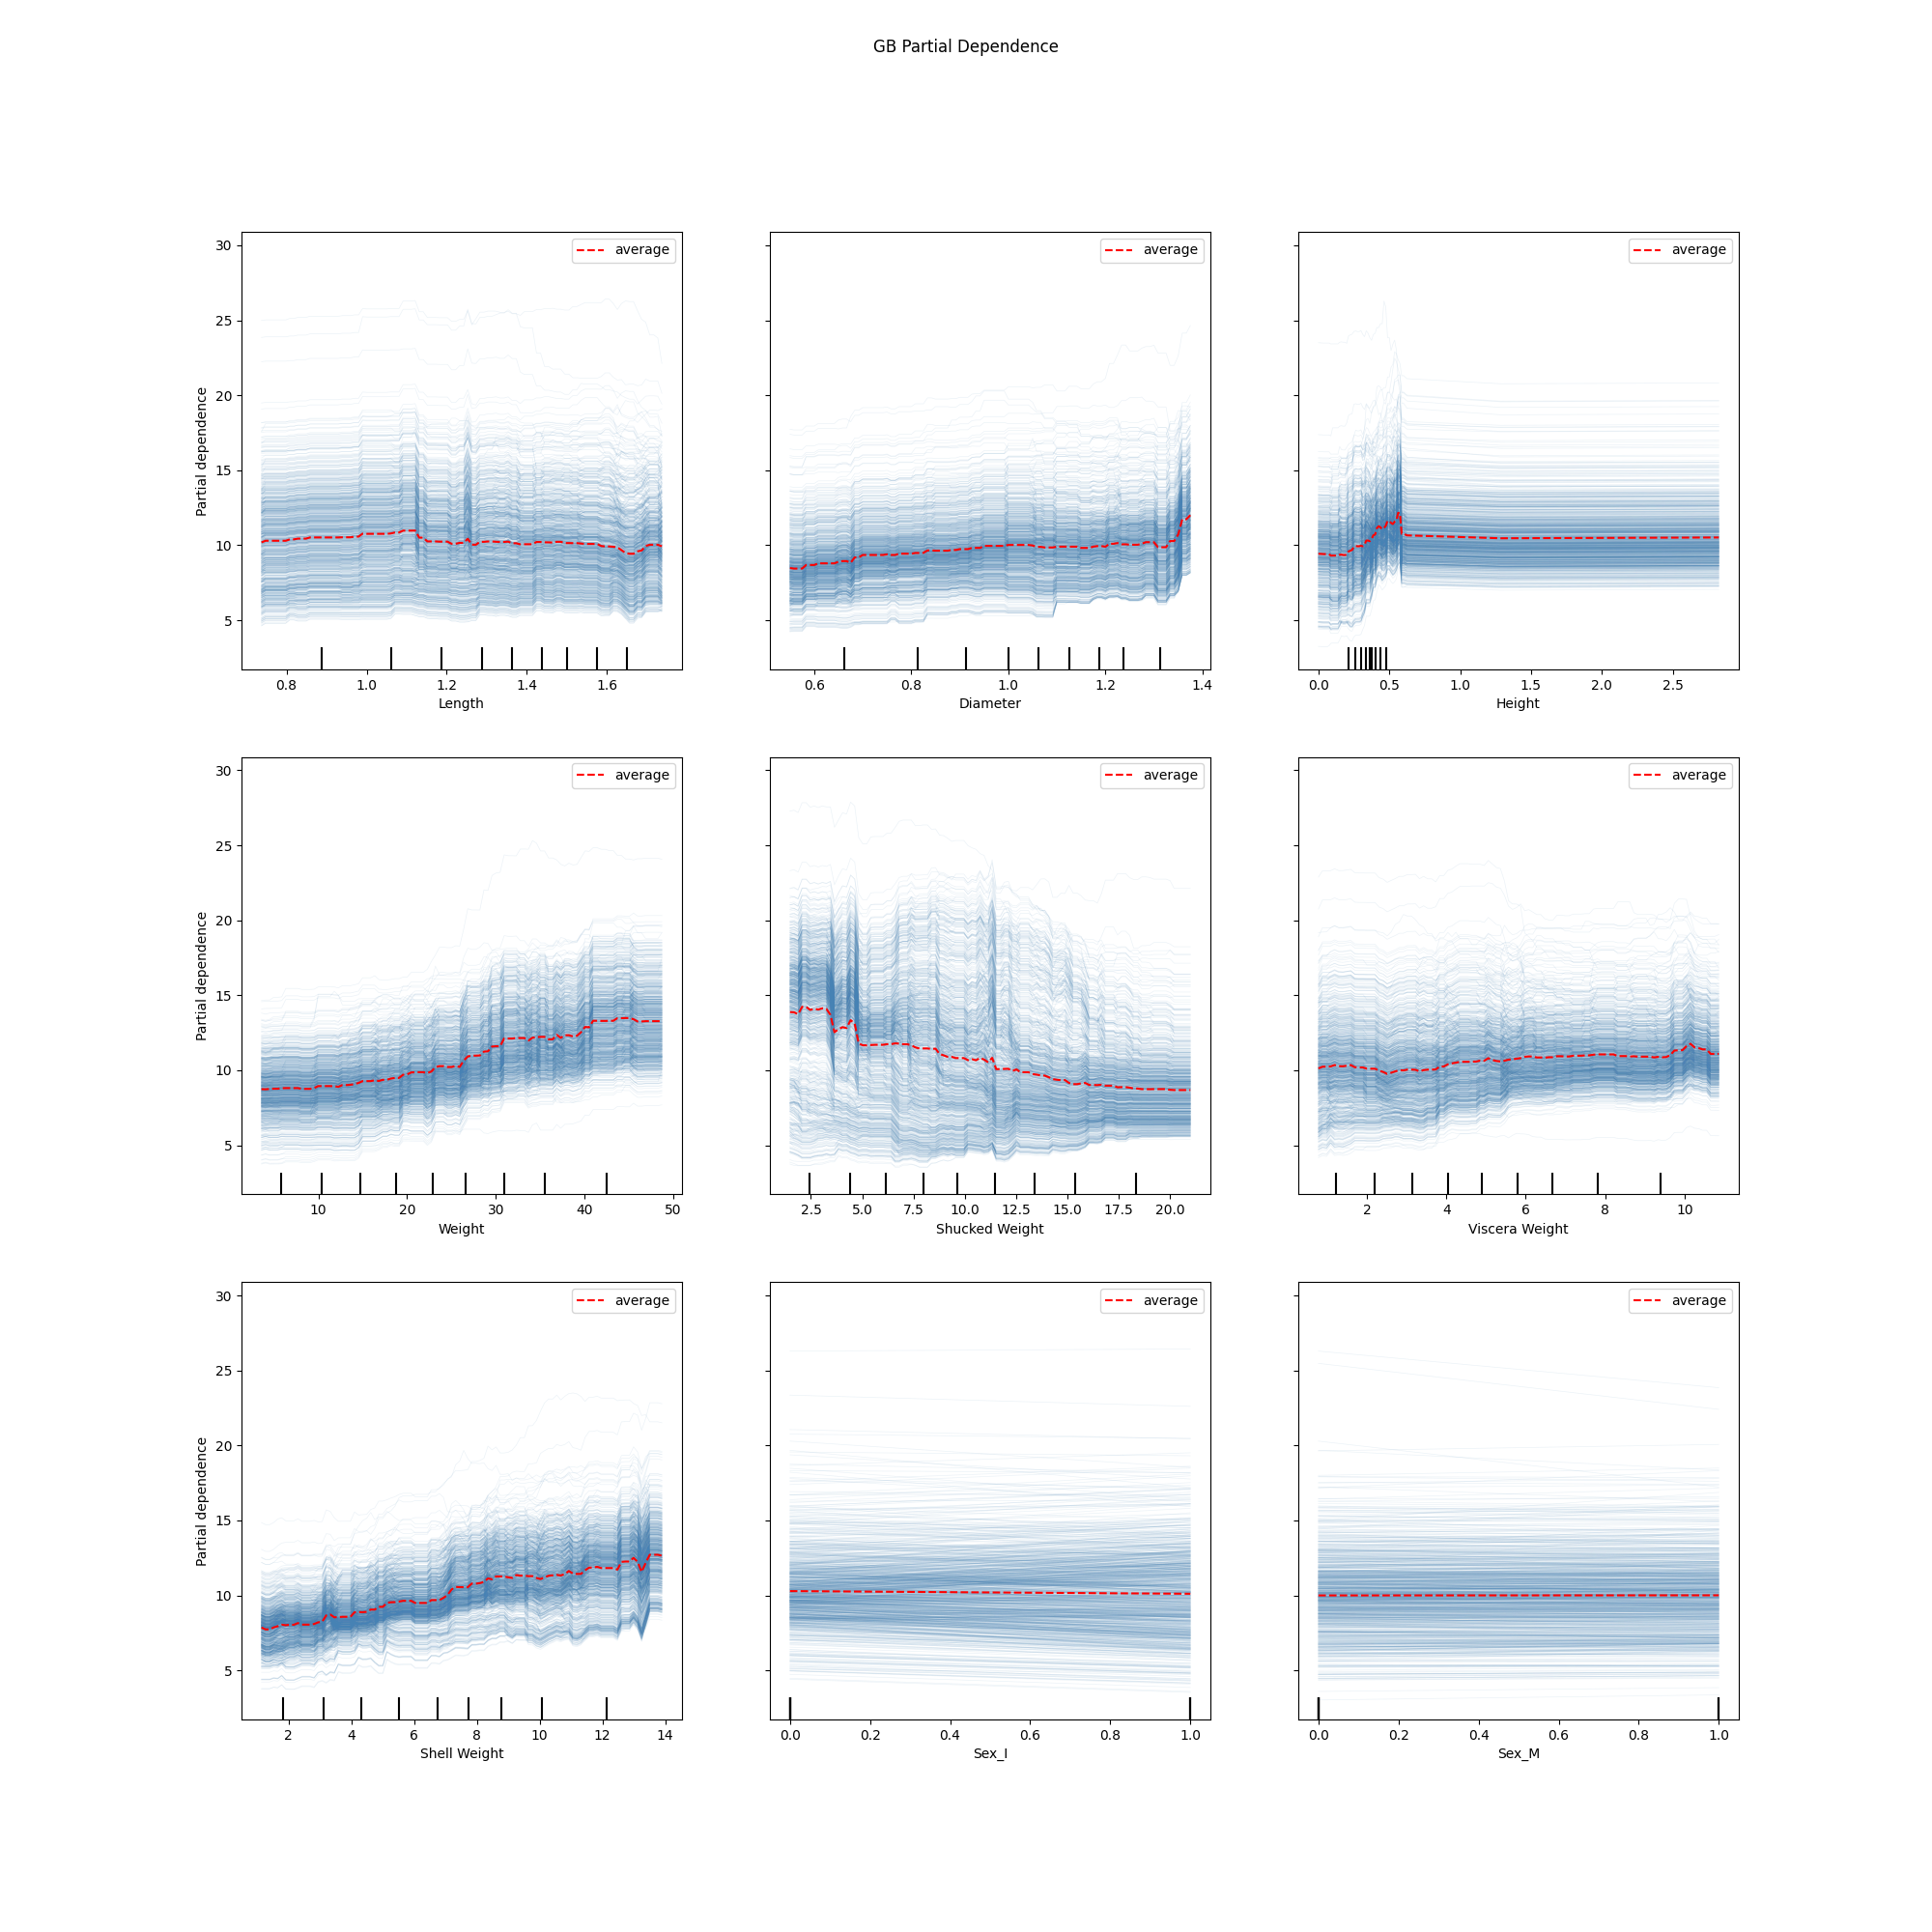 GB Partial Dependence
average
average
average
30
25
20
15
10
5
Partial dependence
0.8 1.0 1.2 1.4 1.6
0.6 0.8 1.0 1.2 1.4
0.0 0.5 1.0 1.5 2.0 2.5
Length
Diameter
Height
average
average
average
30
25
20
15
10
5
Partial dependence
10 20 30 40 50
2.5 5.0 7.5 10.0 12.5 15.0 17.5 20.0
2 4 6 8 10
Weight
Shucked Weight
Viscera Weight
average
average
average
30
25
20
15
10
5
Partial dependence
2 4 6 8 10 12 14
0.0 0.2 0.4 0.6 0.8 1.0
0.0 0.2 0.4 0.6 0.8 1.0
Shell Weight
Sex_I
Sex_M